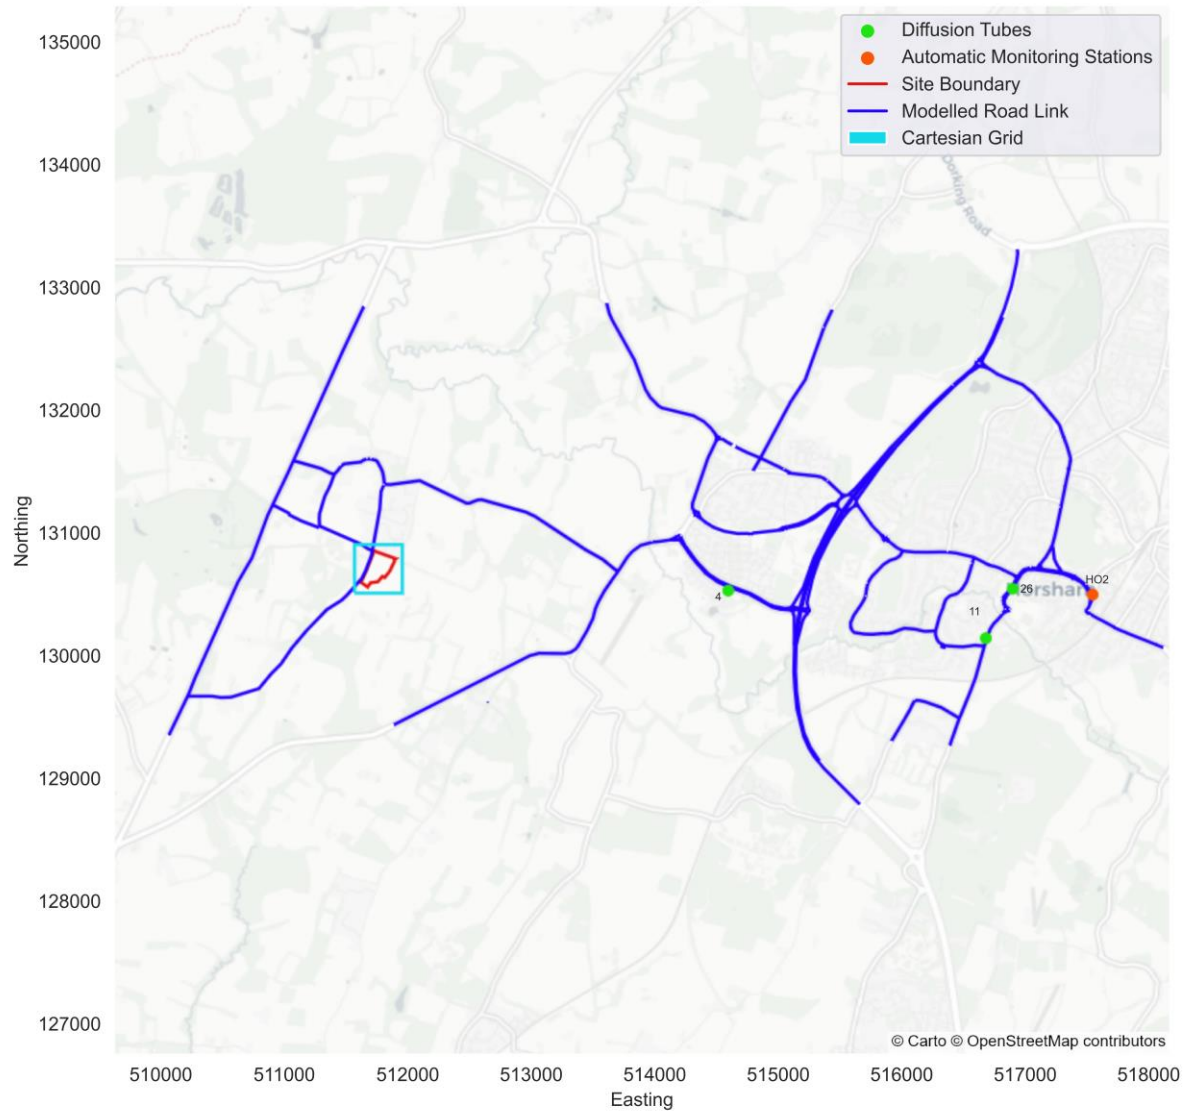 135000
134000
133000
132000
131000
130000
129000
128000
127000
Northing
Diffusion Tubes
Automatic Monitoring Stations
Site Boundary
Modelled Road Link
Cartesian Grid
Dorking Road
HO2
26
4
11
© Carto © OpenStreetMap contributors
510000 511000 512000 513000 514000 515000 516000 517000 518000
Easting